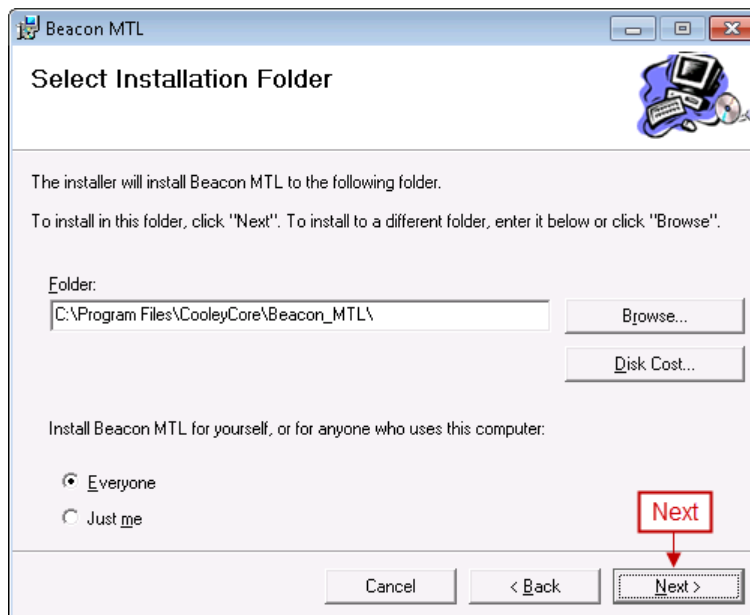 Beacon MTL
Select Installation Folder
The installer will install Beacon MTL to the following folder.
To install in this folder, click "Next". To install to a different folder, enter it below or click "Browse".
Folder:
C:\Program Files\CooleyCore\Beacon_MTL\
Browse...
Disk Cost...
Install Beacon MTL for yourself, or for anyone who uses this computer:
Everyone
Just me
Next
Cancel
< Back
Next >